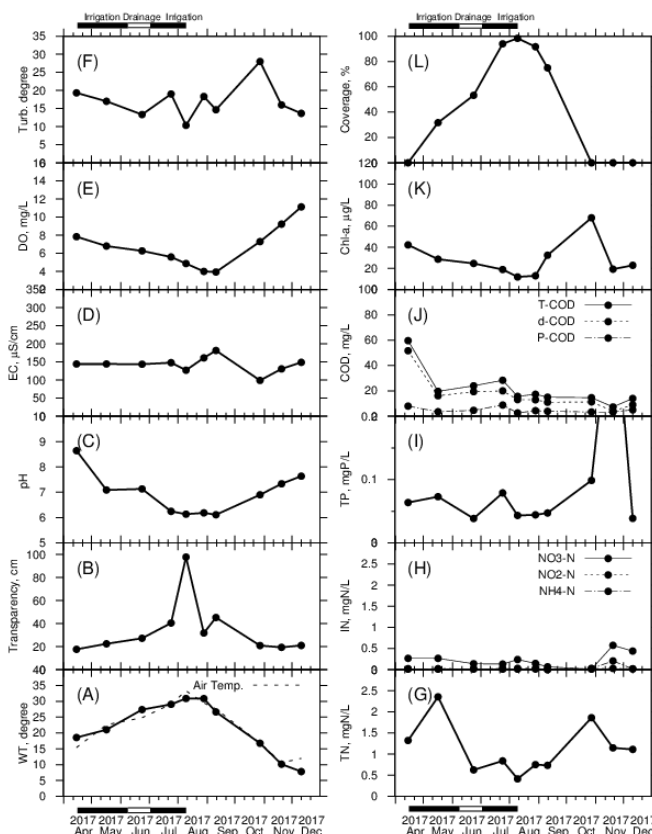 Irrigation Drainage Irrigation
Irrigation Drainage Irrigation
(F)
Turb. degree
35
30
25
20
15
10
(L)
Coverage, %
100
80
60
40
20
(E)
DO, mg/L
14
12
10
8
6
4
(K)
Chl-a, µg/L
120
100
80
60
40
20
(D)
EC, µS/cm
350
300
250
200
150
100
50
(J)
COD, mg/L
100
80
60
40
20
T-COD
d-COD
P-COD
(C)
pH
10
9
8
7
6
5
(I)
TP, mgP/L
0.2
0.1
(B)
Transparency, cm
100
80
60
40
20
(H)
IN, mgN/L
3
2.5
2
1.5
1
0.5
NO3-N
NO2-N
NH4-N
(A)
WT, degree
40
35
30
25
20
15
10
5
0
Air Temp.
(G)
TN, mgN/L
3
2.5
2
1.5
1
0.5
0
2017 2017 2017 2017 2017 2017 2017 2017 2017
Apr May Jun Jul Aug Sep Oct Nov Dec
2017 2017 2017 2017 2017 2017 2017 2017 2017
Apr May Jun Jul Aug Sep Oct Nov Dec